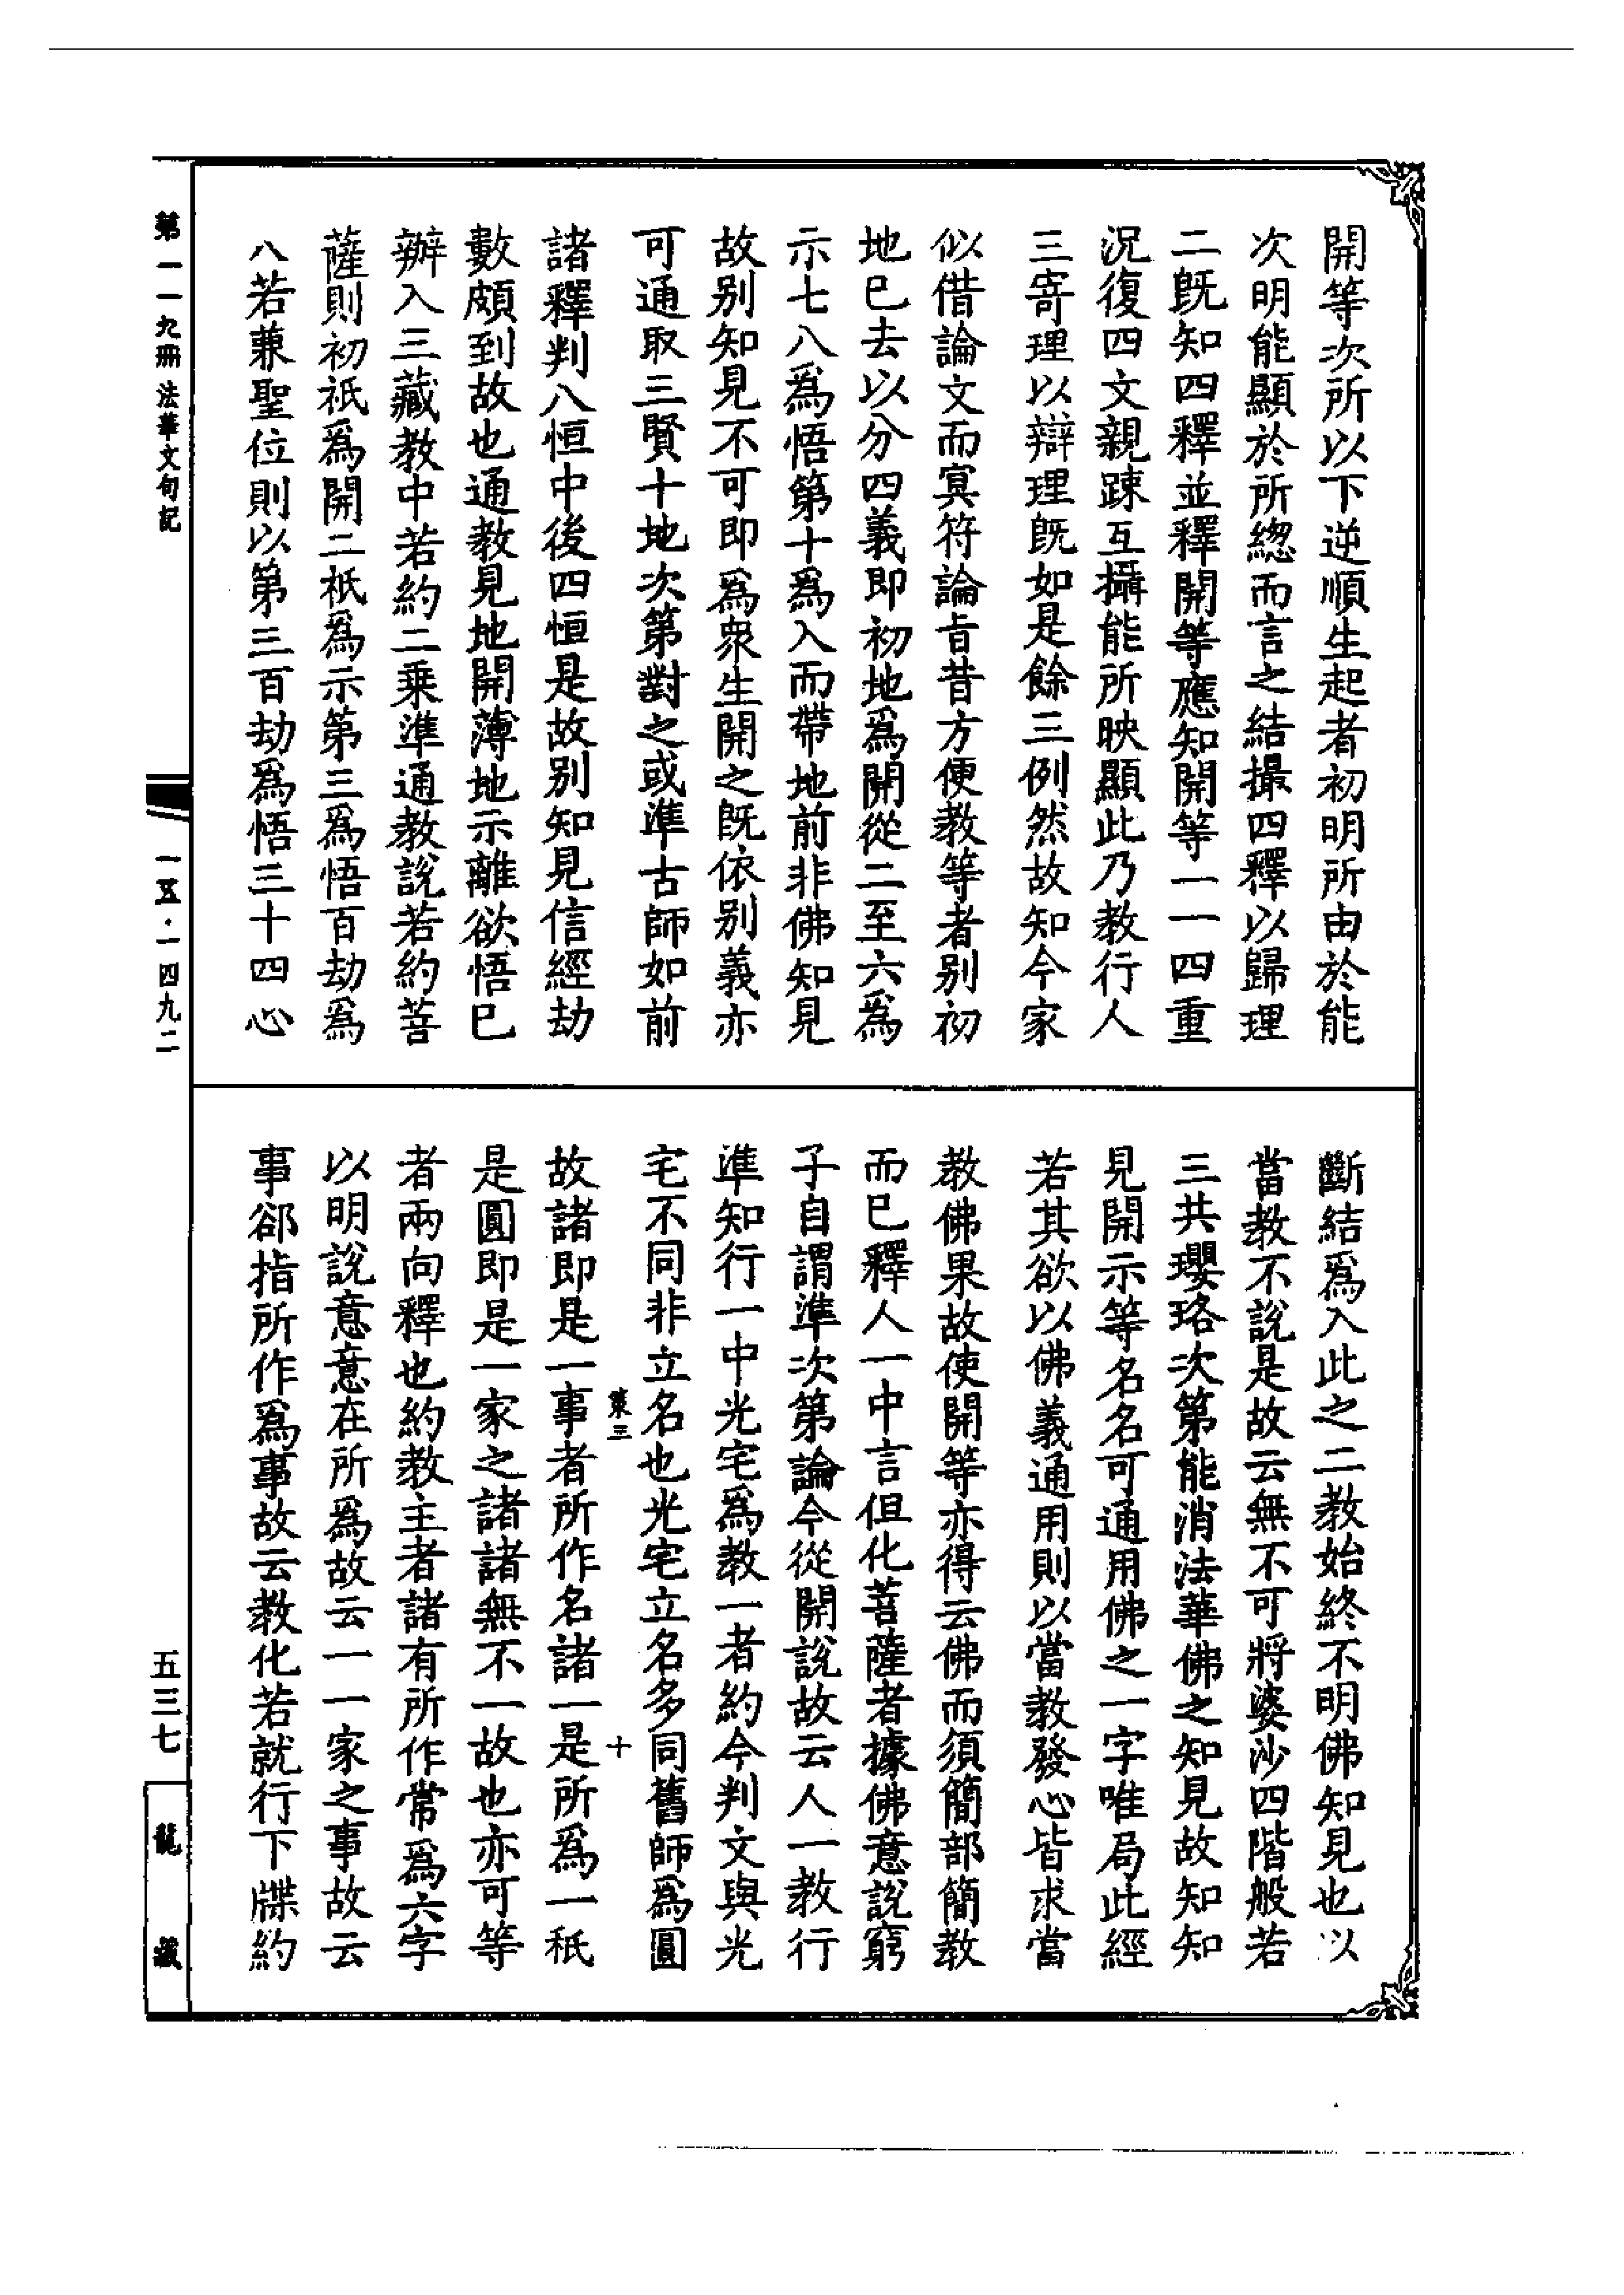 開等次所以下逆順生起者初明所由於能
次明能顯於所緫而言之結撮四釋以歸理
二旣知四釋並釋開等應知開等一一四重
況復四文親踈互攝能所映顯此乃教行人
三寄理以辯理旣如是餘三例然故知今家
似借論文而冥符論旨昔方便教等者別初
地已去以分四義即初地爲開從二至六爲
示七八爲悟第十爲入而帶地前非佛知見
故別知見不可即爲衆生開之旣依別義亦
可通取三賢十地次第對之或準古師如前
諸釋判八恒中後四恒是故別知見信經劫
數頗到故也通教見地開薄地示離欲悟已
辦入三藏教中若約二乘準通教說若約菩
薩則初祇爲開二祇爲示第三爲悟百劫爲
入若兼聖位則以第三百劫爲悟三十四心
斷結爲入此之二教始終不明佛知見也以
當教不說是故云無不可將婆沙四階般若
三共瓔珞次第能消法華佛之知見故知知
見開示等名名可通用佛之一字唯局此經
若其欲以佛義通用則以當教發心皆求當
教佛果故使開等亦得云佛而須簡部簡教
而已釋人一中言但化菩薩者據佛意說窮
子自謂準次第論今從開說故云人一教行
準知行一中光宅爲教一者約今判文與光
宅不同非立名也光宅立名多同舊師爲圓
策三 十
故諸即是一事者所作名諸一是所爲一秖
是圓即是一家之諸諸無不一故也亦可等
者兩向釋也約教主者諸有所作常爲六字
以明說意意在所爲故云一一家之事故云
事郤指所作爲事故云教化若就行下牒約
第一一九冊 法華文句記
一五·一四九二
五三七
龍藏